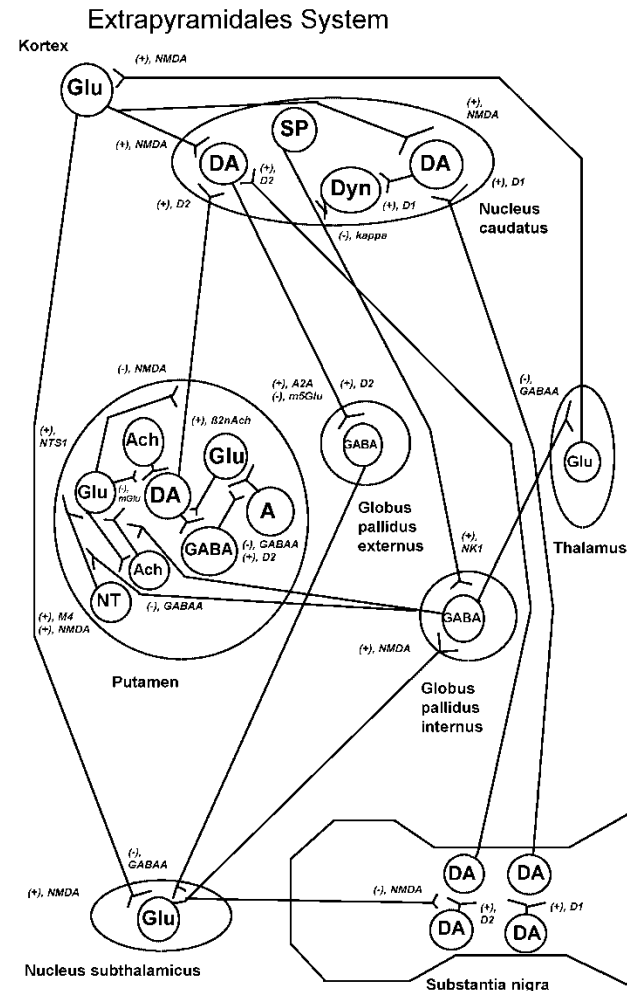 Extrapyramidales System
Kortex
(+), NMDA
Glu
(+),
NMDA
SP
(+), NMDA
DA
(+),
D2
DA
Dyn
(+), D1
(+), D1
(+), D2
(-), kappa
Nucleus
caudatus
(-), NMDA
(+), A2A
(-), m5Glu
(+), D2
(-),
GABAA
(+),
NTS1
(+), ß2nAch
Ach
Glu
GABA
Glu
Glu
(-),
mGlu
DA
A
Globus
pallidus
externus
GABA
(-), GABAA
(+), D2
Thalamus
Ach
(+),
NK1
NT
(+), M4
(+), NMDA
(-), GABAA
GABA
(+), NMDA
Putamen
Globus
pallidus
internus
(-),
GABAA
DA
DA
(+), NMDA
(-), NMDA
Glu
DA
(+),
D2
DA
(+), D1
Nucleus subthalamicus
Substantia nigra